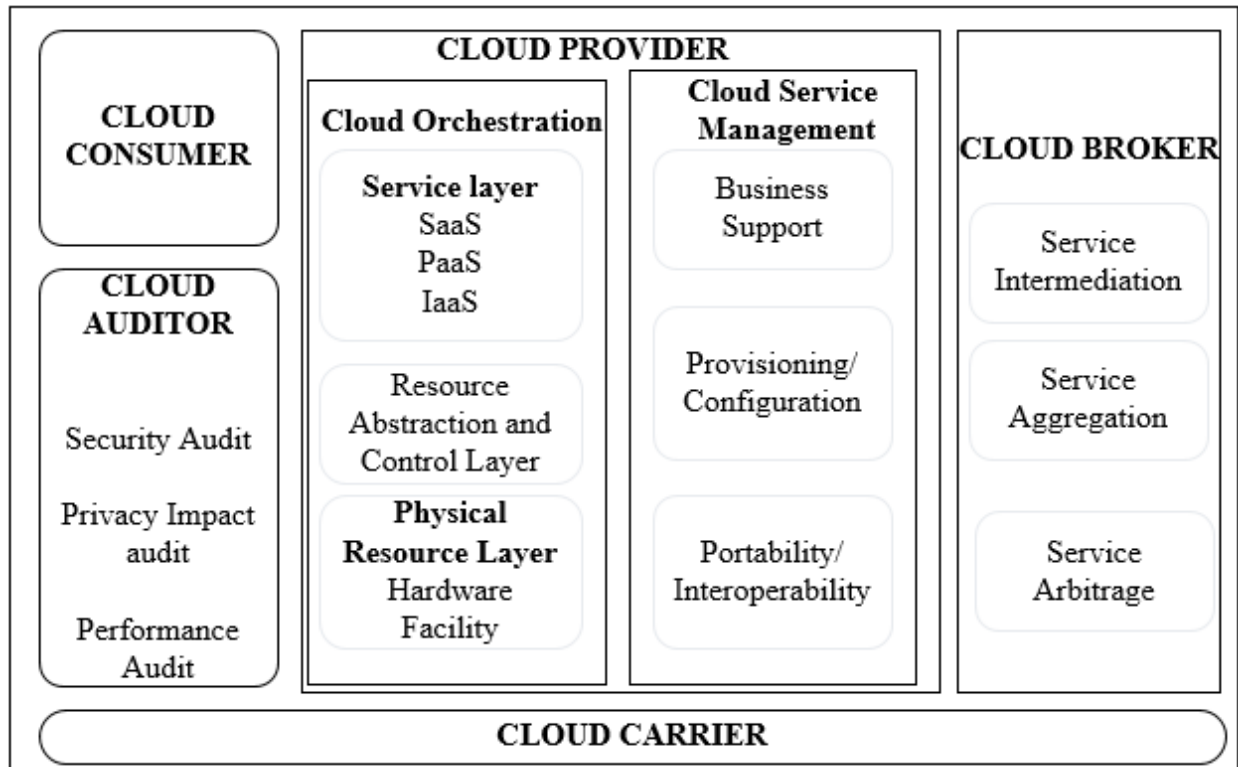 CLOUD
CONSUMER
CLOUD
AUDITOR
Security Audit
Privacy Impact
audit
Performance
Audit
CLOUD PROVIDER
Cloud Orchestration
Service layer
SaaS
PaaS
IaaS
Resource
Abstraction and
Control Layer
Physical
Resource Layer
Hardware
Facility
Cloud Service
Management
Business
Support
Provisioning/
Configuration
Portability/
Interoperability
CLOUD BROKER
Service
Intermediation
Service
Aggregation
Service
Arbitrage
CLOUD CARRIER